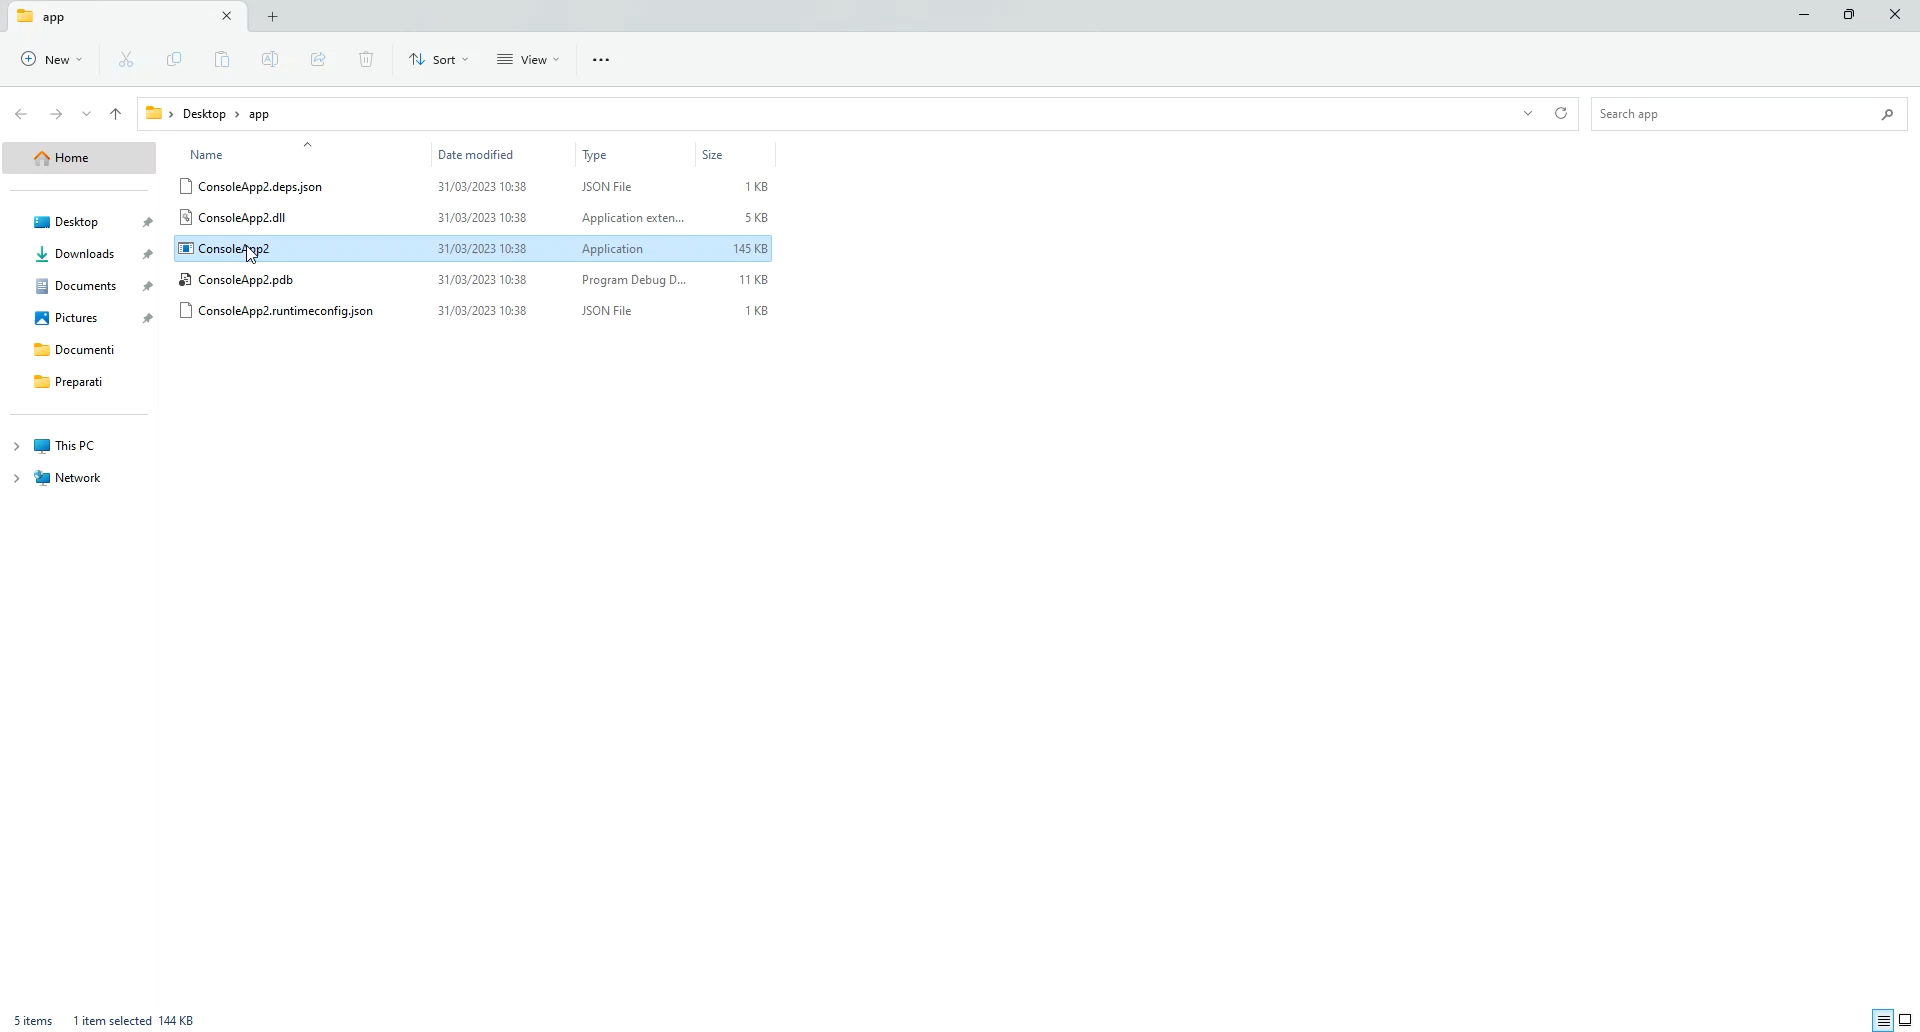 app
New
Sort
View
Desktop
app
Search app
Home
Desktop
Downloads
Documents
Pictures
Documenti
Preparati
This PC
Network
Name Date modified Type Size
ConsoleApp2.deps.json 31/03/2023 10:38 JSON File 1 KB
ConsoleApp2.dll 31/03/2023 10:38 Application exten... 5 KB
ConsoleApp2 31/03/2023 10:38 Application 145 KB
ConsoleApp2.pdb 31/03/2023 10:38 Program Debug D... 11 KB
ConsoleApp2.runtimeconfig.json 31/03/2023 10:38 JSON File 1 KB
5 items 1 item selected 144 KB